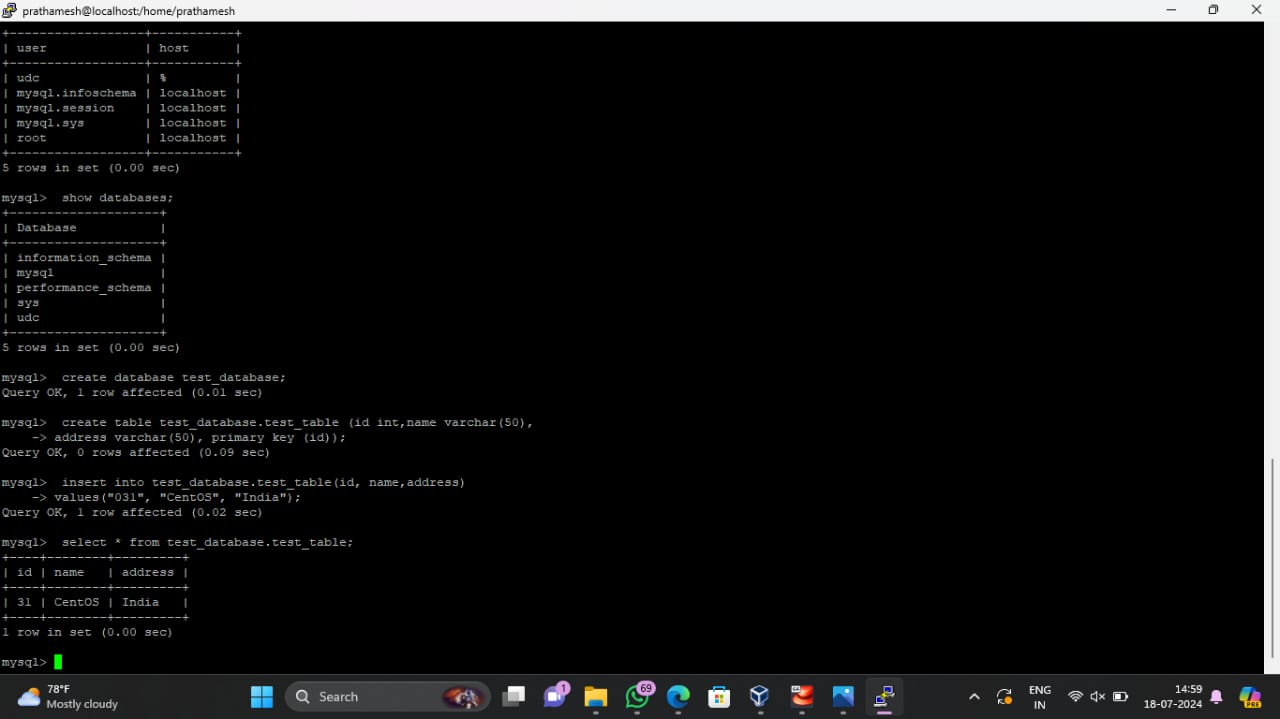 prathamesh@localhost:/home/prathamesh
+------------------+-----------+
| user             | host      |
+------------------+-----------+
| udc              | %         |
| mysql.infoschema | localhost |
| mysql.session    | localhost |
| mysql.sys        | localhost |
| root             | localhost |
+------------------+-----------+
5 rows in set (0.00 sec)
mysql>  show databases;
+--------------------+
| Database           |
+--------------------+
| information_schema |
| mysql              |
| performance_schema |
| sys                |
| udc                |
+--------------------+
5 rows in set (0.00 sec)
mysql>  create database test_database;
Query OK, 1 row affected (0.01 sec)
mysql>  create table test_database.test_table (id int,name varchar(50),
    -> address varchar(50), primary key (id));
Query OK, 0 rows affected (0.09 sec)
mysql>  insert into test_database.test_table(id, name,address)
    -> values("031", "CentOS", "India");
Query OK, 1 row affected (0.02 sec)
mysql>  select * from test_database.test_table;
+----+--------+---------+
| id | name   | address |
+----+--------+---------+
| 31 | CentOS | India   |
+----+--------+---------+
1 row in set (0.00 sec)
mysql>
78°F
Mostly cloudy
Search
1
69
64
ENG
IN
14:59
18-07-2024
PRE